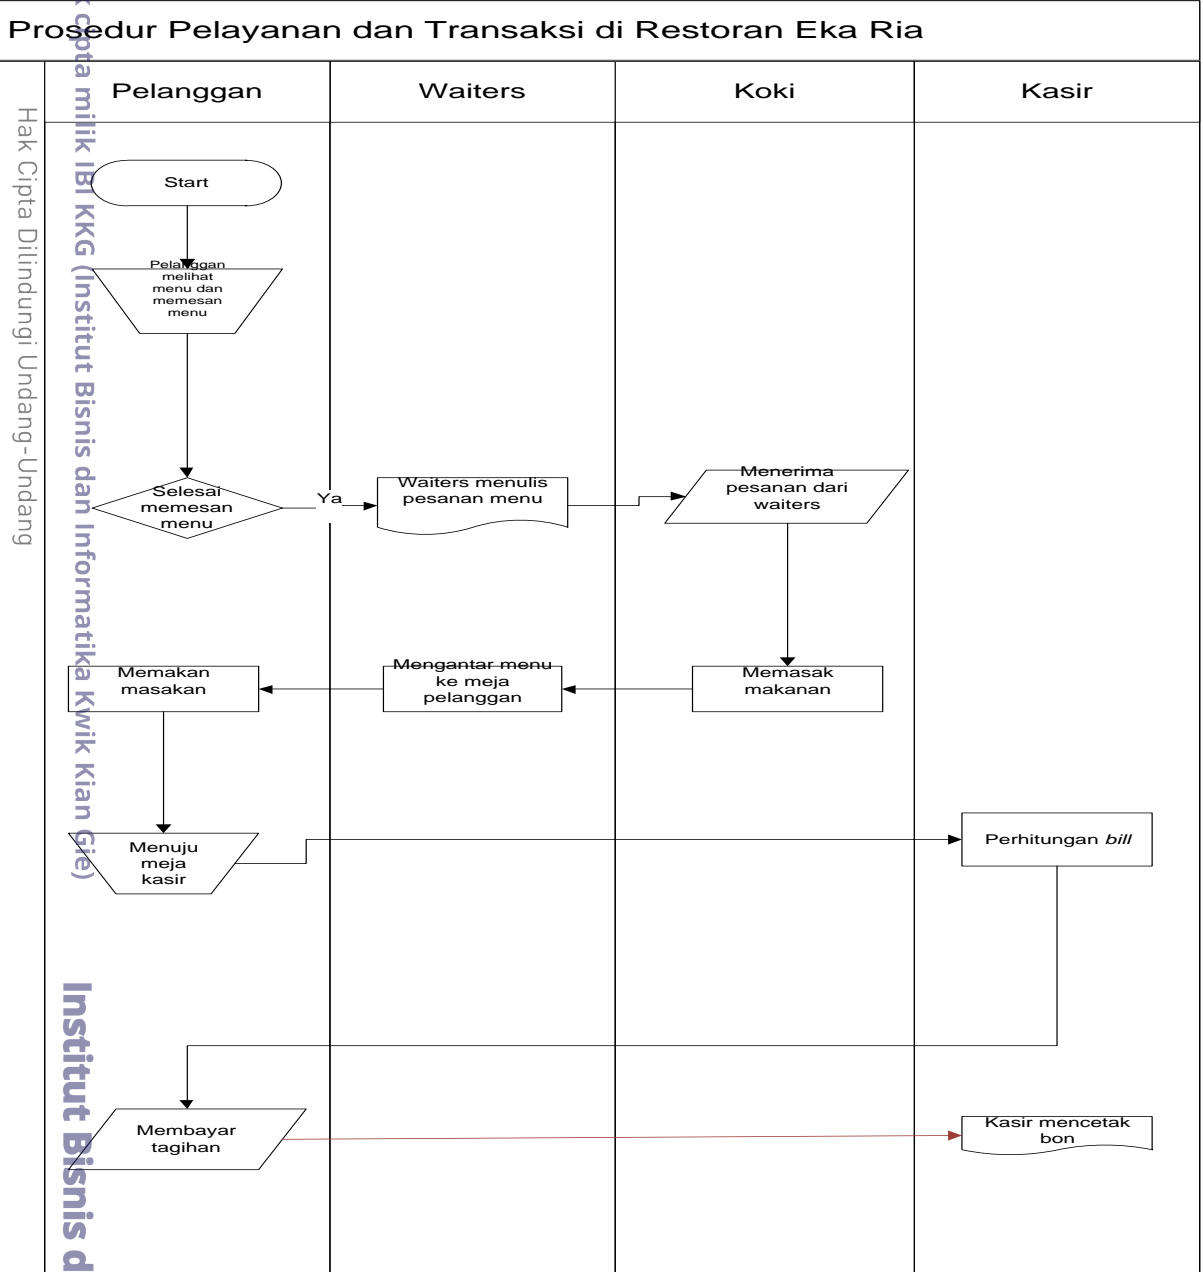 Prosedur Pelayanan dan Transaksi di Restoran Eka Ria
Pelanggan
Waiters
Koki
Kasir
Start
Pelanggan
melihat
menu dan
memesan
menu
Selesai
memesan
menu
Ya
Waiters menulis
pesanan menu
Menerima
pesanan dari
waiters
Memakan
masakan
Mengantar menu
ke meja
pelanggan
Memasak
makanan
Menuju
meja
kasir
Perhitungan bill
Membayar
tagihan
Kasir mencetak
bon
Hak Cipta Dilindungi Undang-Undang
cipta milik IBI KKG (Institut Bisnis dan Informatika Kwik Kian Gie)
Institut Bisnis d